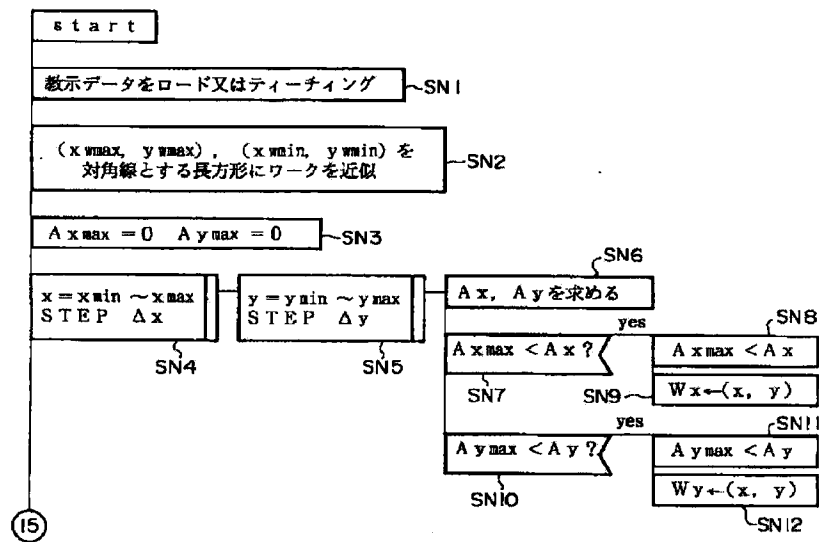 start
教示データをロード又はティーチング
SN1
(xwmax, ywmax), (xwmin, ywmin)を
対角線とする長方形にワークを近似
SN2
Axmax =0 Aymax =0
SN3
x=xmin ~xmax
STEP Δx
SN4
y=ymin ~ymax
STEP Δy
SN5
SN6
Ax, Ayを求める
Axmax <Ax?
SN7
yes
SN8
Axmax <Ax
SN9
Wx←(x, y)
Aymax <Ay?
SN10
yes
SN11
Aymax <Ay
Wy←(x, y)
SN12
15